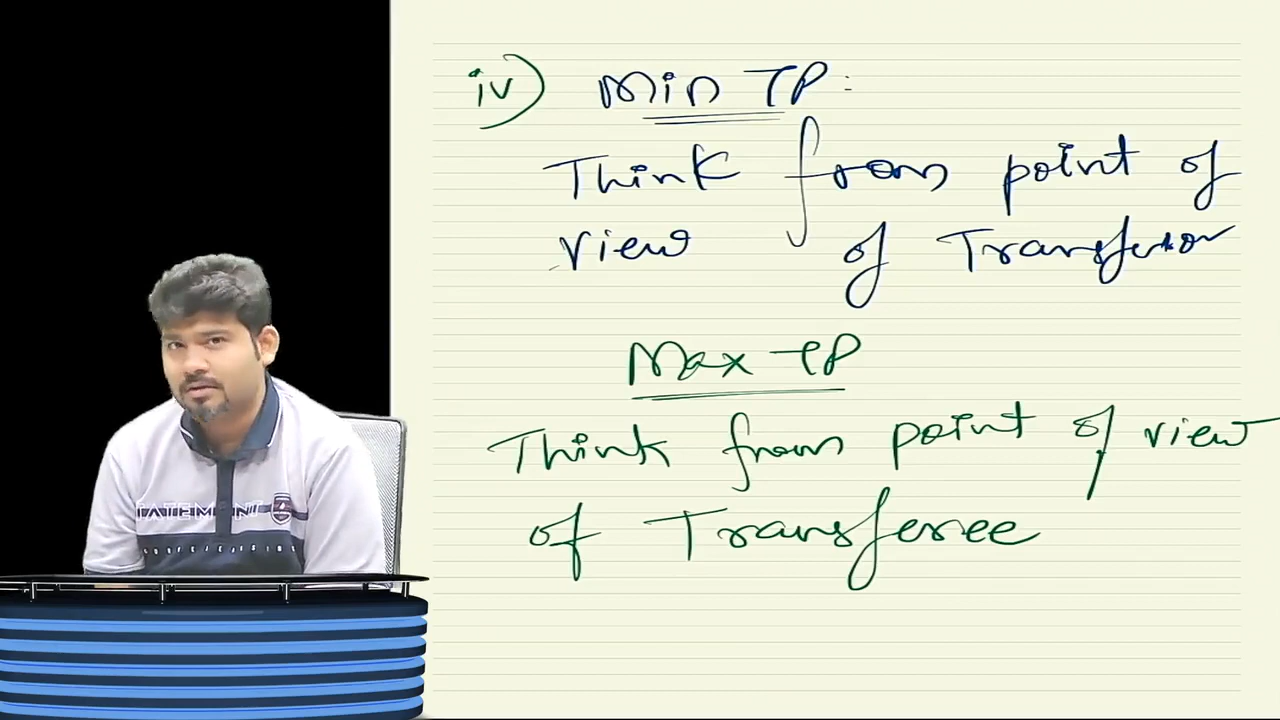 iv) Min TP:
Think from point of
view of Transferor
Max TP
Think from point of view
of Transferee
TATEMENT